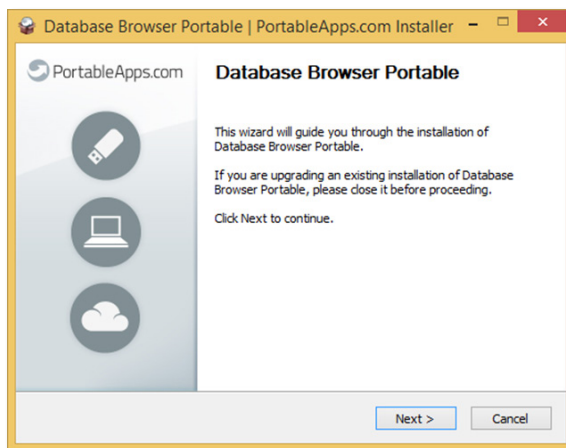 Database Browser Portable | PortableApps.com Installer
PortableApps.com
Database Browser Portable
This wizard will guide you through the installation of
Database Browser Portable.
If you are upgrading an existing installation of Database
Browser Portable, please close it before proceeding.
Click Next to continue.
Next >
Cancel